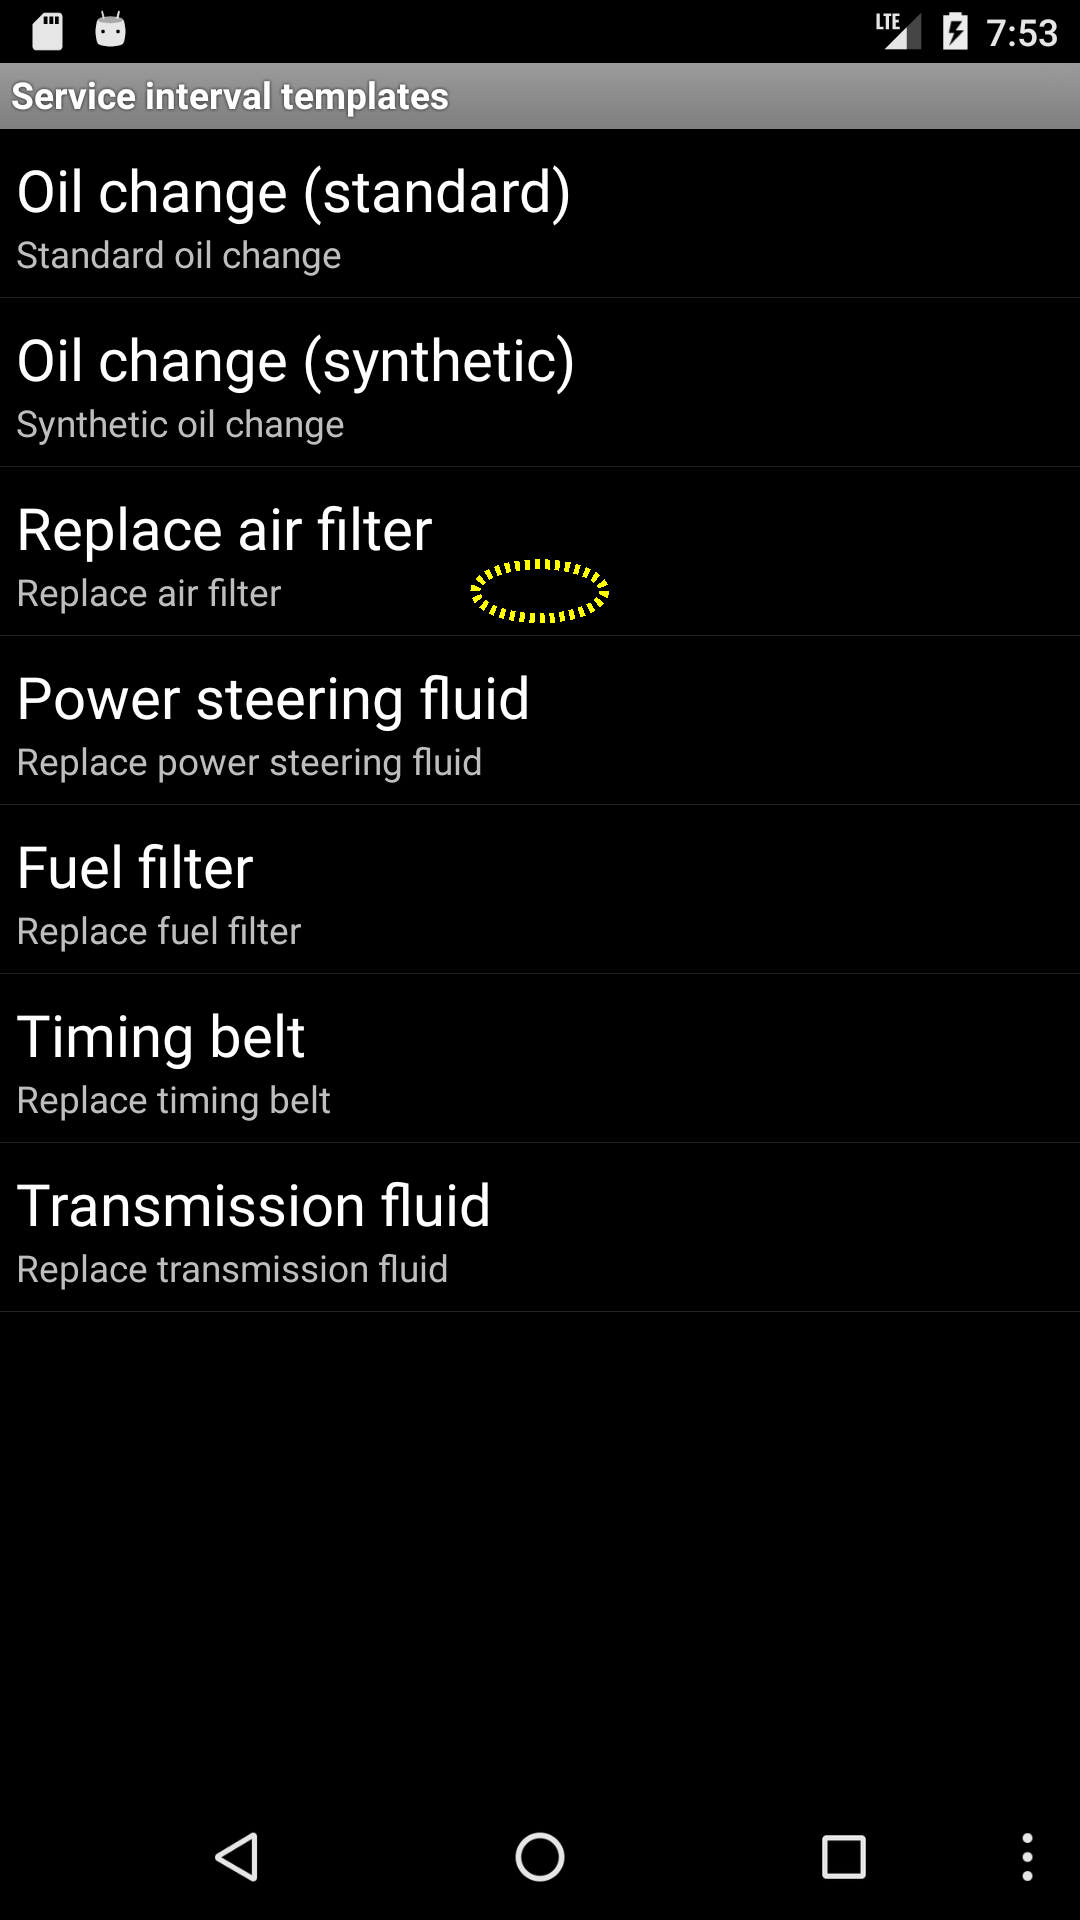 LTE 7:53
Service interval templates
Oil change (standard)
Standard oil change
Oil change (synthetic)
Synthetic oil change
Replace air filter
Replace air filter
Power steering fluid
Replace power steering fluid
Fuel filter
Replace fuel filter
Timing belt
Replace timing belt
Transmission fluid
Replace transmission fluid